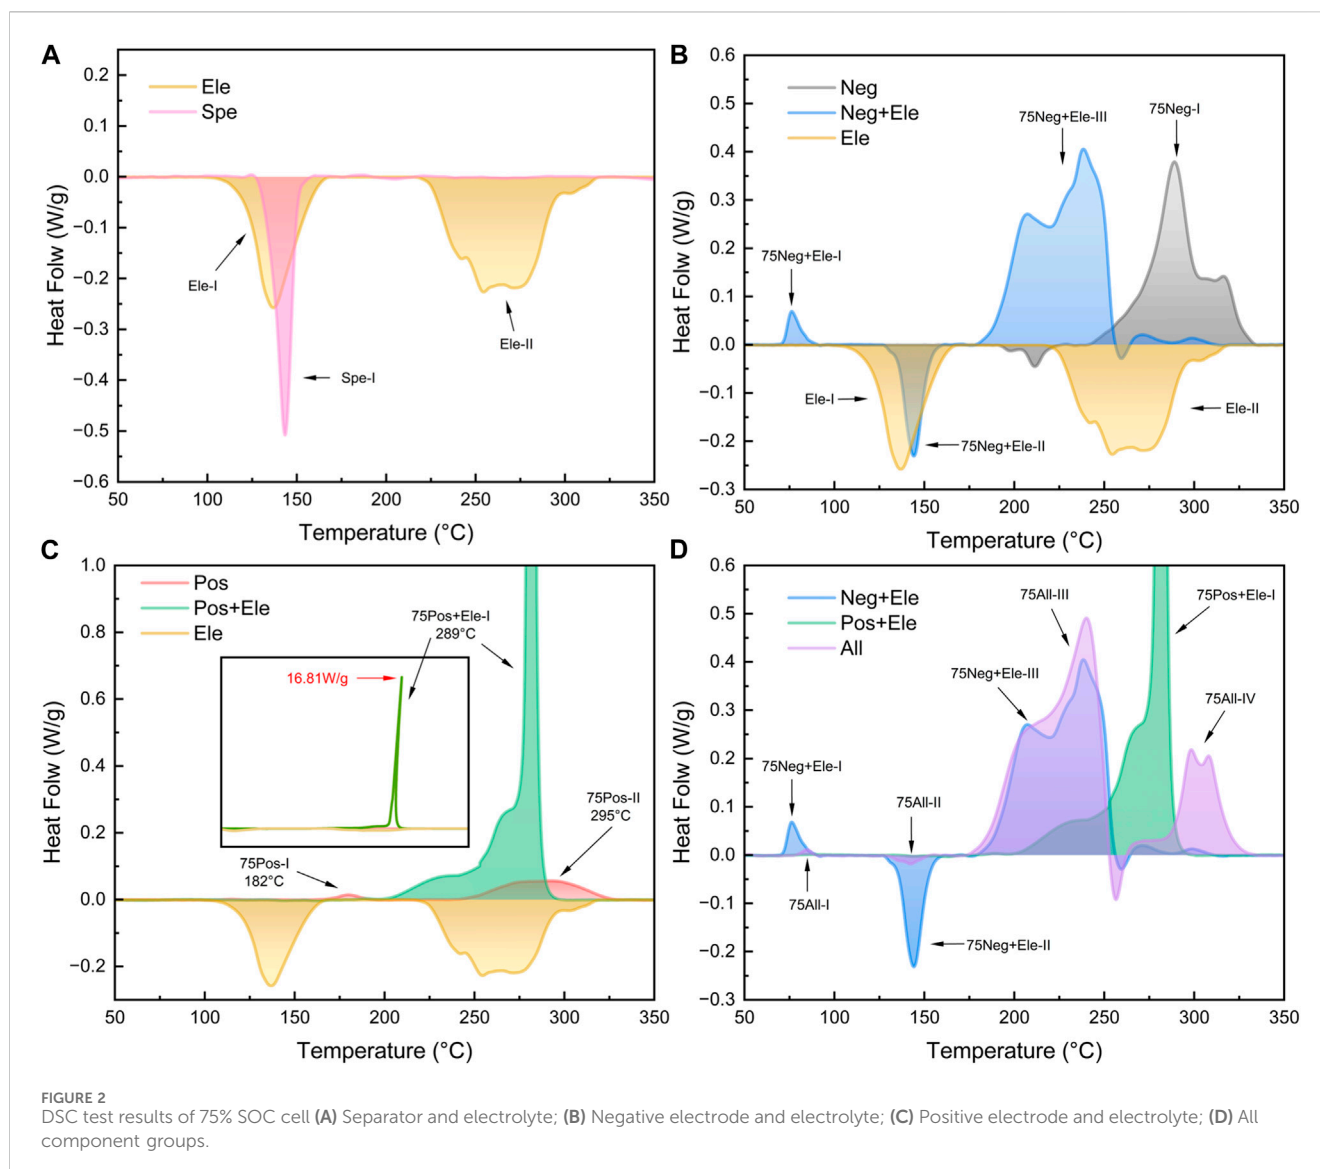 A
Ele
Spe
0.2
0.1
0.0
−0.1
−0.2
−0.3
−0.4
−0.5
−0.6
Heat Folw (W/g)
Ele-I
Ele-II
Spe-I
50 100 150 200 250 300 350
Temperature (°C)
B
Neg
Neg+Ele
Ele
0.6
0.5
0.4
0.3
0.2
0.1
0.0
−0.1
−0.2
−0.3
Heat Folw (W/g)
75Neg+Ele-III
75Neg-I
75Neg+Ele-I
Ele-I
Ele-II
75Neg+Ele-II
50 100 150 200 250 300 350
Temperature (°C)
C
Pos
Pos+Ele
Ele
1.0
0.8
0.6
0.4
0.2
0.0
−0.2
Heat Folw (W/g)
75Pos+Ele-I
289°C
16.81W/g
75Pos-II
295°C
75Pos-I
182°C
50 100 150 200 250 300 350
Temperature (°C)
D
Neg+Ele
Pos+Ele
All
0.6
0.5
0.4
0.3
0.2
0.1
0.0
−0.1
−0.2
−0.3
Heat Folw (W/g)
75All-III
75Pos+Ele-I
75Neg+Ele-III
75All-IV
75Neg+Ele-I
75All-II
75All-I
75Neg+Ele-II
50 100 150 200 250 300 350
Temperature (°C)
FIGURE 2
DSC test results of 75% SOC cell (A) Separator and electrolyte; (B) Negative electrode and electrolyte; (C) Positive electrode and electrolyte; (D) All
component groups.